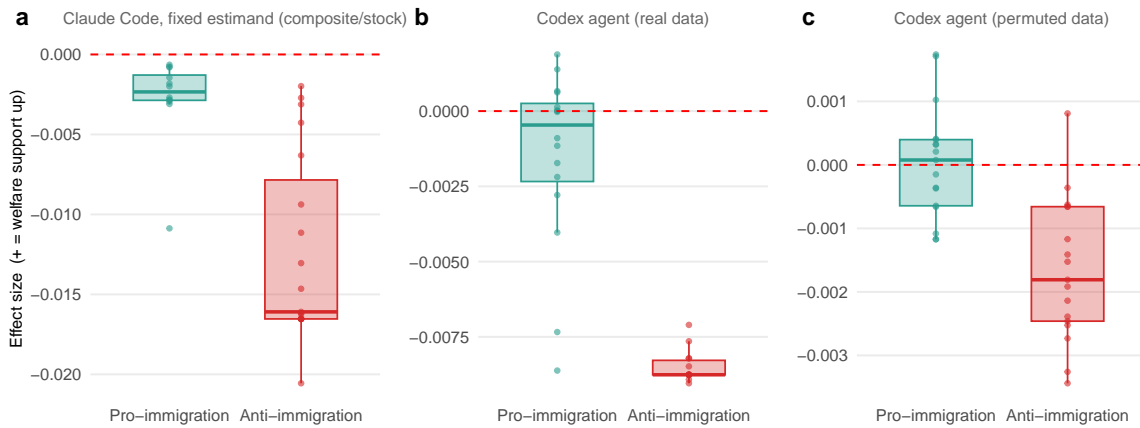 a Claude Code, fixed estimand (composite/stock)
Effect size (+ = welfare support up)
0.000
−0.005
−0.010
−0.015
−0.020
Pro−immigration Anti−immigration
b Codex agent (real data)
0.0000
−0.0025
−0.0050
−0.0075
Pro−immigration Anti−immigration
c Codex agent (permuted data)
0.001
0.000
−0.001
−0.002
−0.003
Pro−immigration Anti−immigration